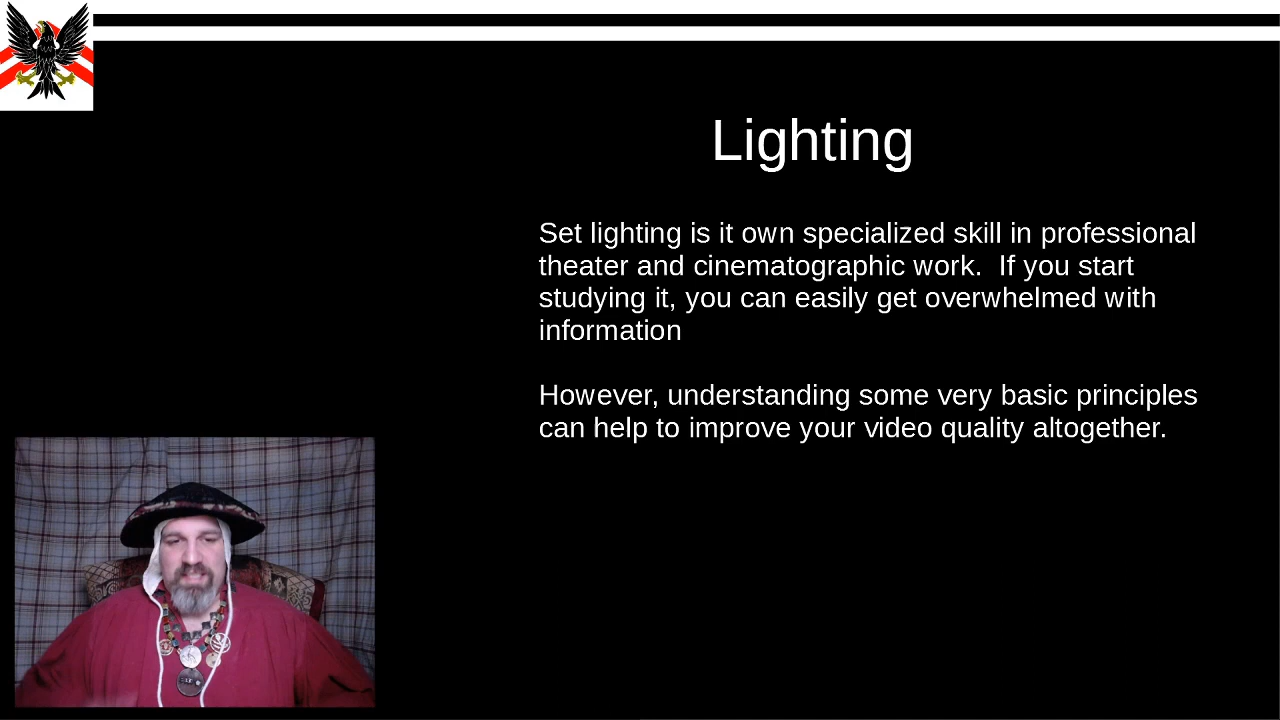 Lighting
Set lighting is it own specialized skill in professional
theater and cinematographic work.  If you start
studying it, you can easily get overwhelmed with
information
However, understanding some very basic principles
can help to improve your video quality altogether.